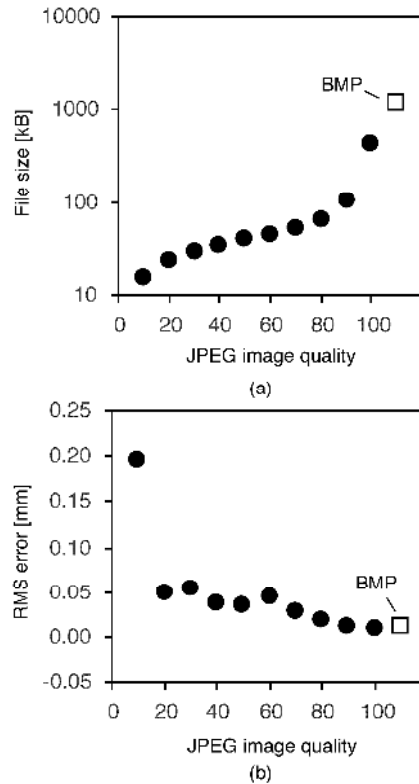 10000
1000
100
10
File size [kB]
BMP
0 20 40 60 80 100
JPEG image quality
(a)
0.25
0.20
0.15
0.10
0.05
0.00
-0.05
RMS error [mm]
BMP
0 20 40 60 80 100
JPEG image quality
(b)